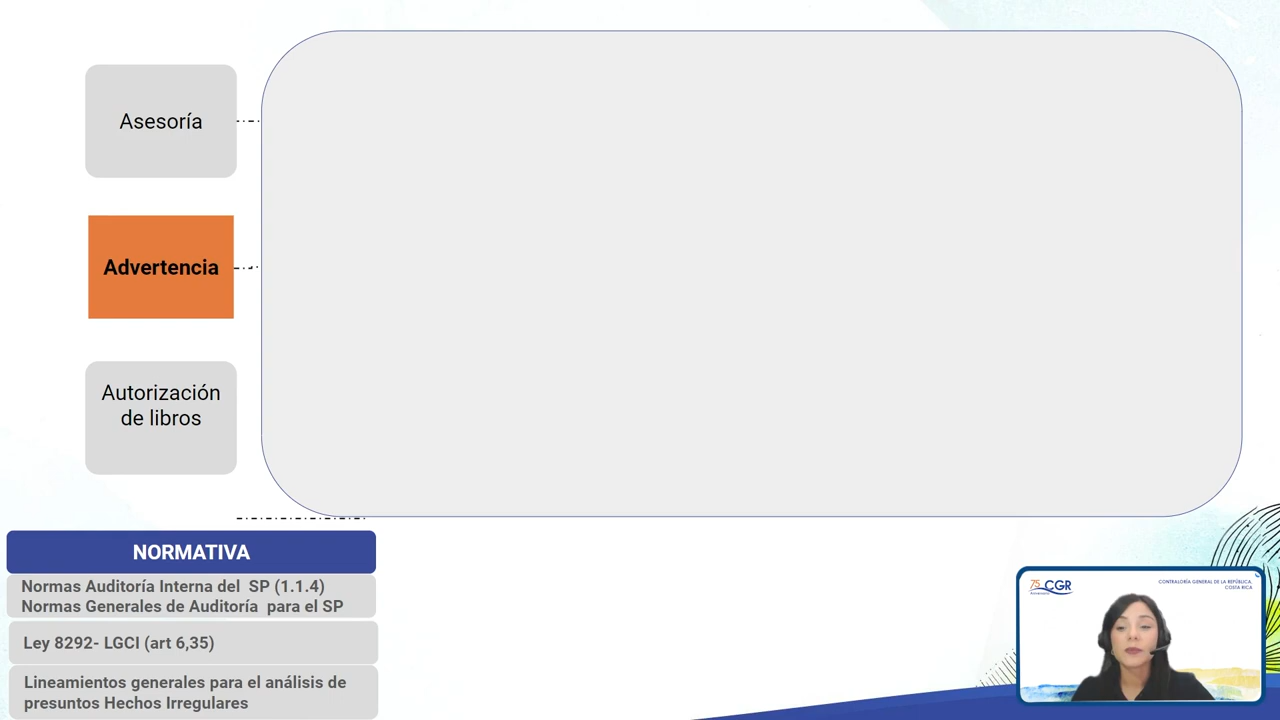 Asesoría
Advertencia
Autorización
de libros
NORMATIVA
Normas Auditoría Interna del SP (1.1.4)
Normas Generales de Auditoría para el SP
Ley 8292- LGCI (art 6,35)
Lineamientos generales para el análisis de
presuntos Hechos Irregulares
75 CGR
Aniversario
CONTRALORÍA GENERAL DE LA REPÚBLICA,
COSTA RICA